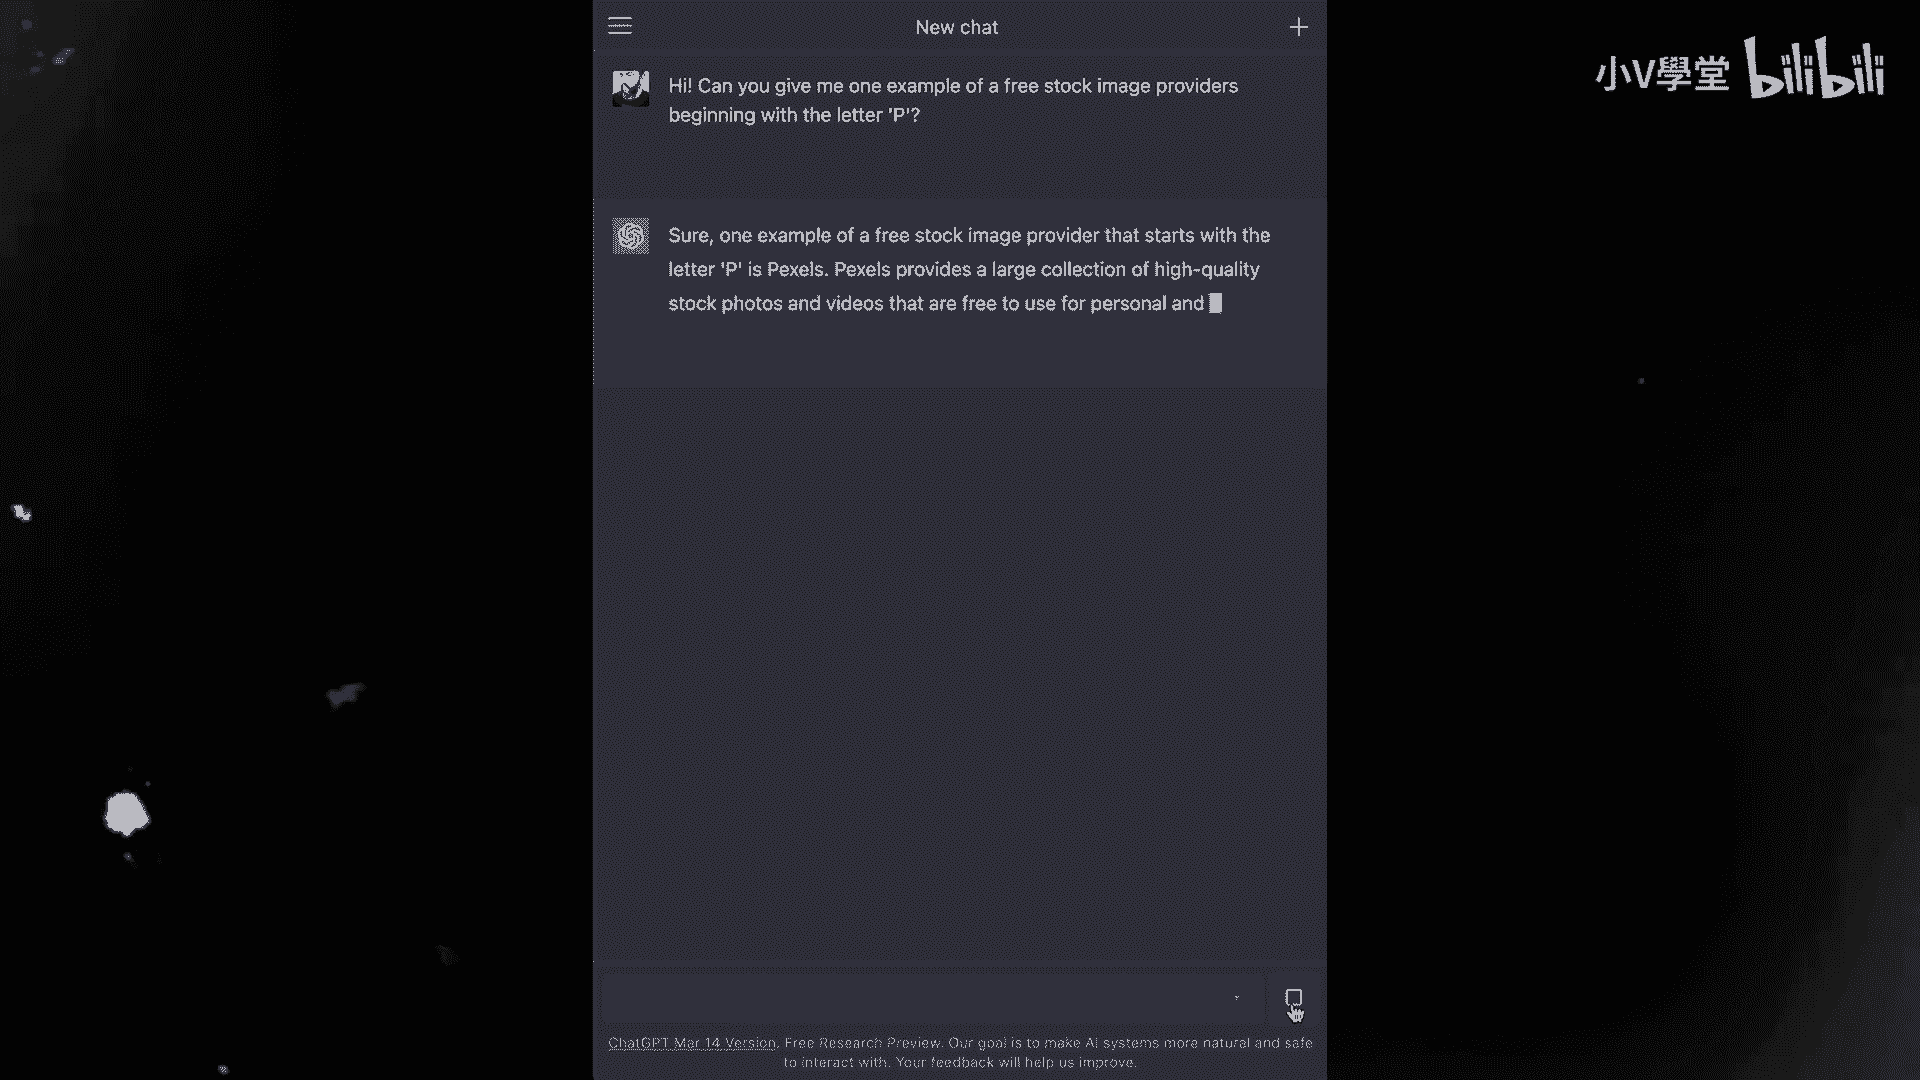 New chat
小V學堂 bilibili
Hi! Can you give me one example of a free stock image providers
beginning with the letter 'P'?
Sure, one example of a free stock image provider that starts with the
letter 'P' is Pexels. Pexels provides a large collection of high-quality
stock photos and videos that are free to use for personal and
ChatGPT Mar 14 Version. Free Research Preview. Our goal is to make AI systems more natural and safe
to interact with. Your feedback will help us improve.